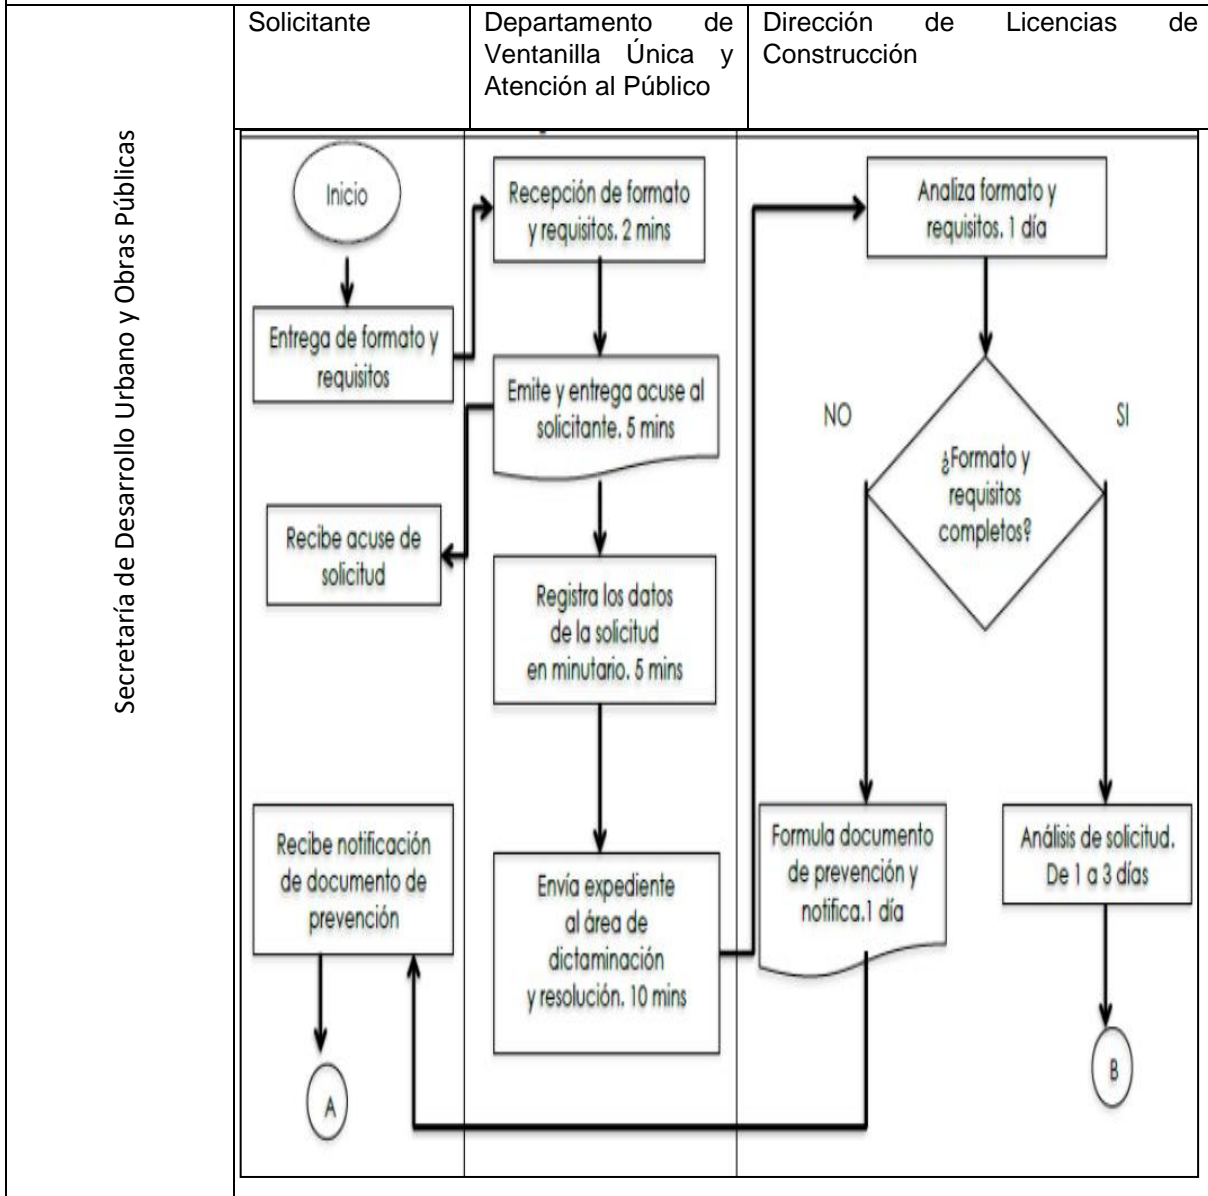 Solicitante
Departamento de
Ventanilla Única y
Atención al Público
Dirección de Licencias de
Construcción
Secretaría de Desarrollo Urbano y Obras Públicas
Inicio
Entrega de formato y
requisitos
Recibe acuse de
solicitud
Recibe notificación
de documento de
prevención
A
Recepción de formato
y requisitos. 2 mins
Emite y entrega acuse al
solicitante. 5 mins
Registra los datos
de la solicitud
en minutario. 5 mins
Envía expediente
al área de
dictaminación
y resolución. 10 mins
Analiza formato y
requisitos. 1 día
NO
SI
¿Formato y
requisitos
completos?
Formula documento
de prevención y
notifica.1 día
Análisis de solicitud.
De 1 a 3 días
B